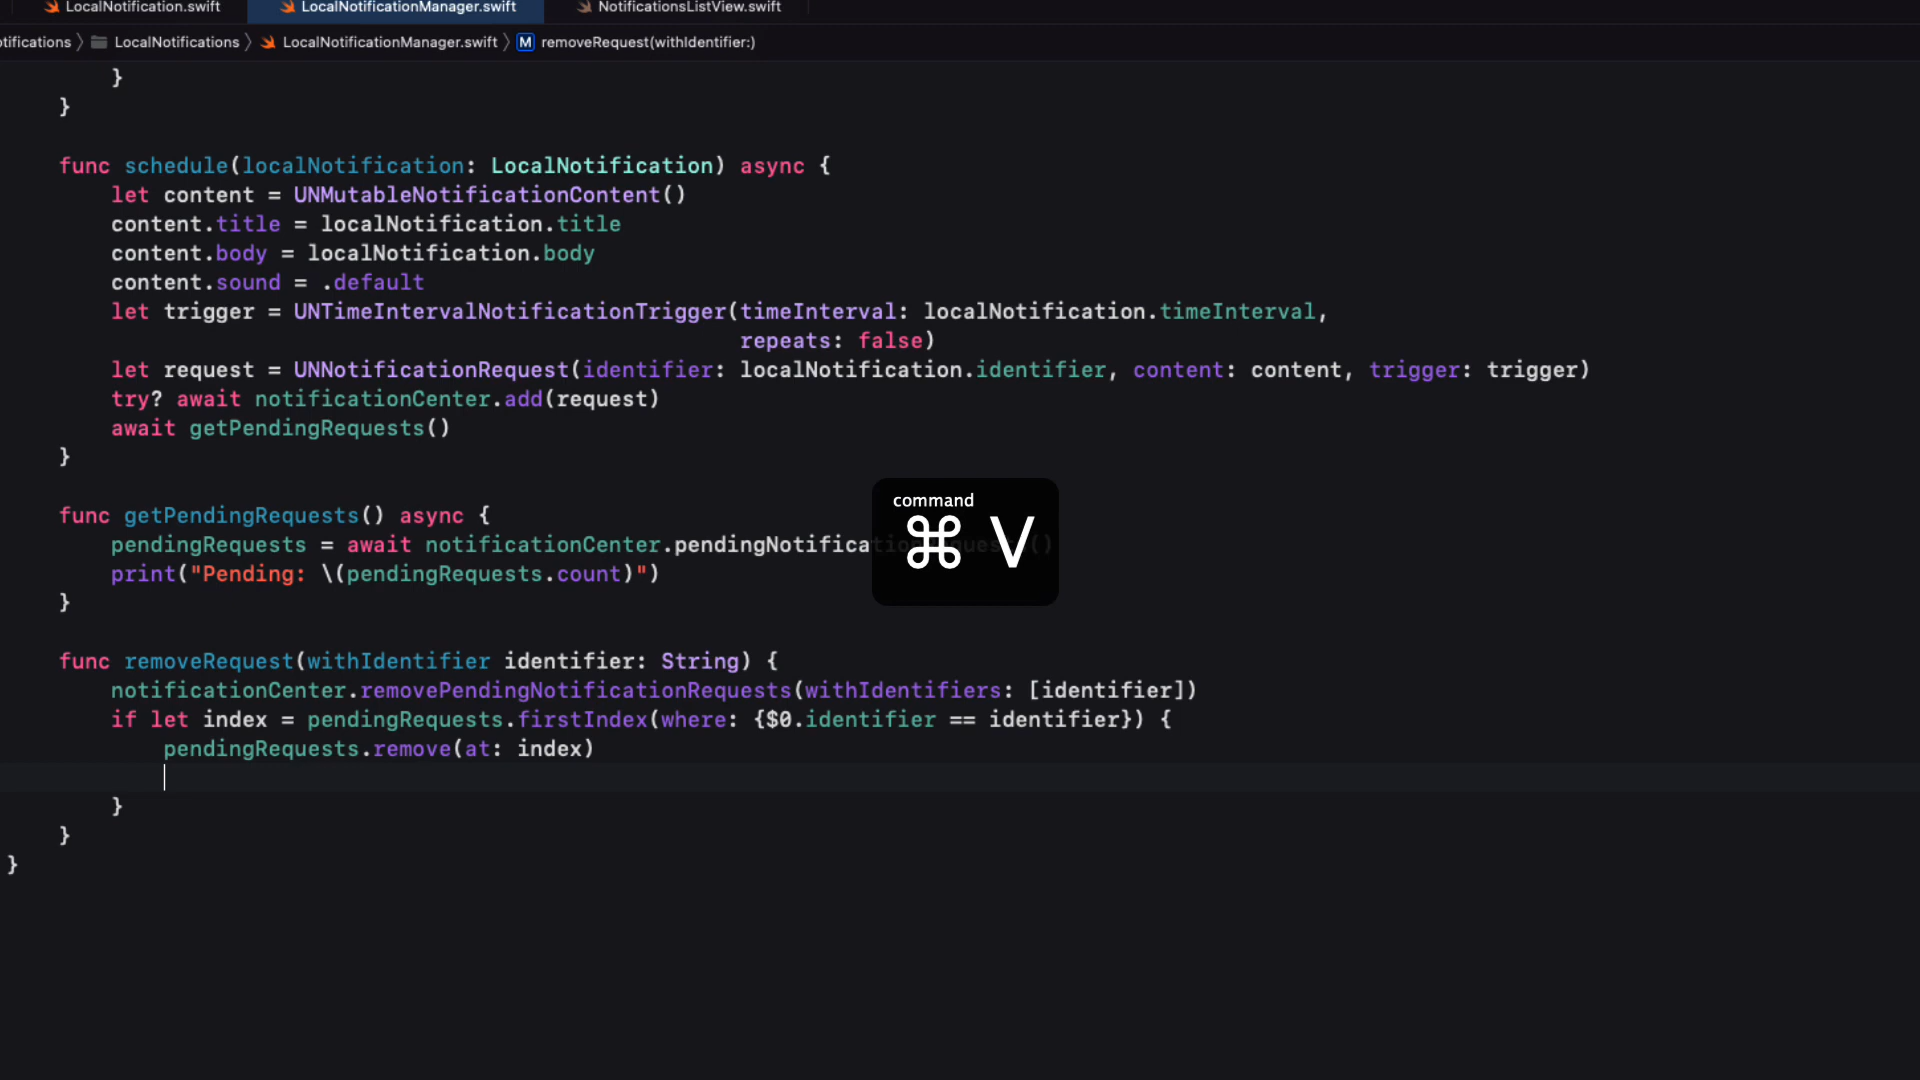 LocalNotification.swift LocalNotificationManager.swift NotificationsListView.swift
otifications LocalNotifications LocalNotificationManager.swift M removeRequest(withIdentifier:)
}
}
func schedule(localNotification: LocalNotification) async {
let content = UNMutableNotificationContent()
content.title = localNotification.title
content.body = localNotification.body
content.sound = .default
let trigger = UNTimeIntervalNotificationTrigger(timeInterval: localNotification.timeInterval,
repeats: false)
let request = UNNotificationRequest(identifier: localNotification.identifier, content: content, trigger: trigger)
try? await notificationCenter.add(request)
await getPendingRequests()
}
func getPendingRequests() async {
pendingRequests = await notificationCenter.pendingNotificationRequests()
print("Pending: \(pendingRequests.count)")
}
func removeRequest(withIdentifier identifier: String) {
notificationCenter.removePendingNotificationRequests(withIdentifiers: [identifier])
if let index = pendingRequests.firstIndex(where: {$0.identifier == identifier}) {
pendingRequests.remove(at: index)
}
}
}
command
⌘ V